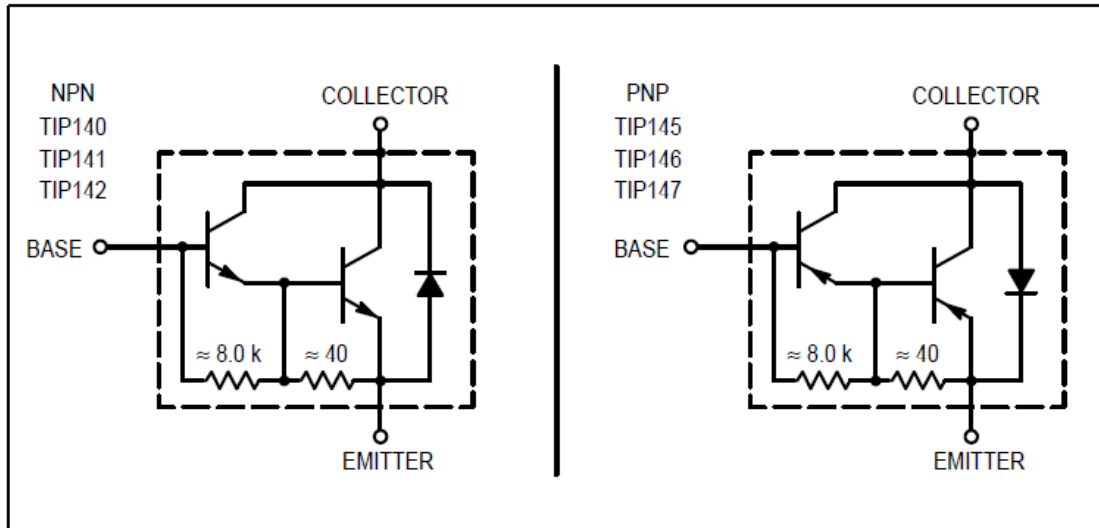 NPN
TIP140
TIP141
TIP142
COLLECTOR
BASE
≈ 8.0 k
≈ 40
EMITTER
PNP
TIP145
TIP146
TIP147
COLLECTOR
BASE
≈ 8.0 k
≈ 40
EMITTER